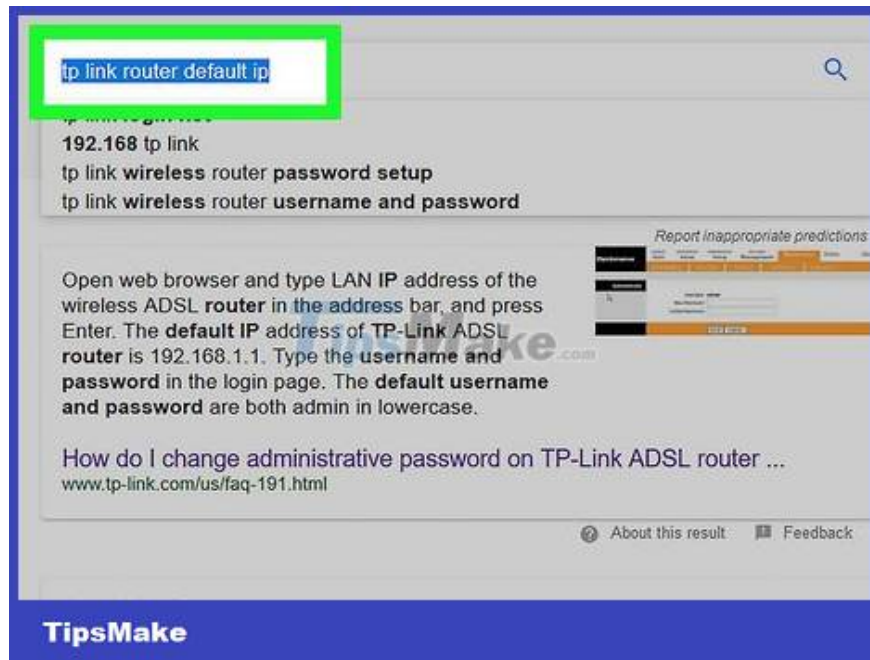 tp link router default ip
192.168 tp link
tp link wireless router password setup
tp link wireless router username and password
Report inappropriate predictions
Open web browser and type LAN IP address of the
wireless ADSL router in the address bar, and press
Enter. The default IP address of TP-Link ADSL
router is 192.168.1.1. Type the username and
password in the login page. The default username
and password are both admin in lowercase.
TipsMake.com
How do I change administrative password on TP-Link ADSL router ...
www.tp-link.com/us/faq-191.html
About this result
Feedback
TipsMake